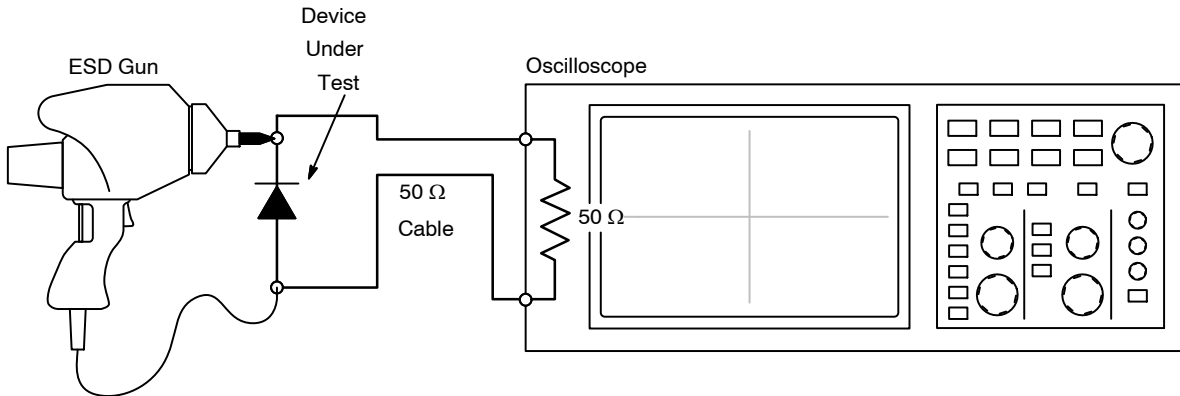 Device
Under
Test
ESD Gun
Oscilloscope
50 Ω
Cable
50 Ω